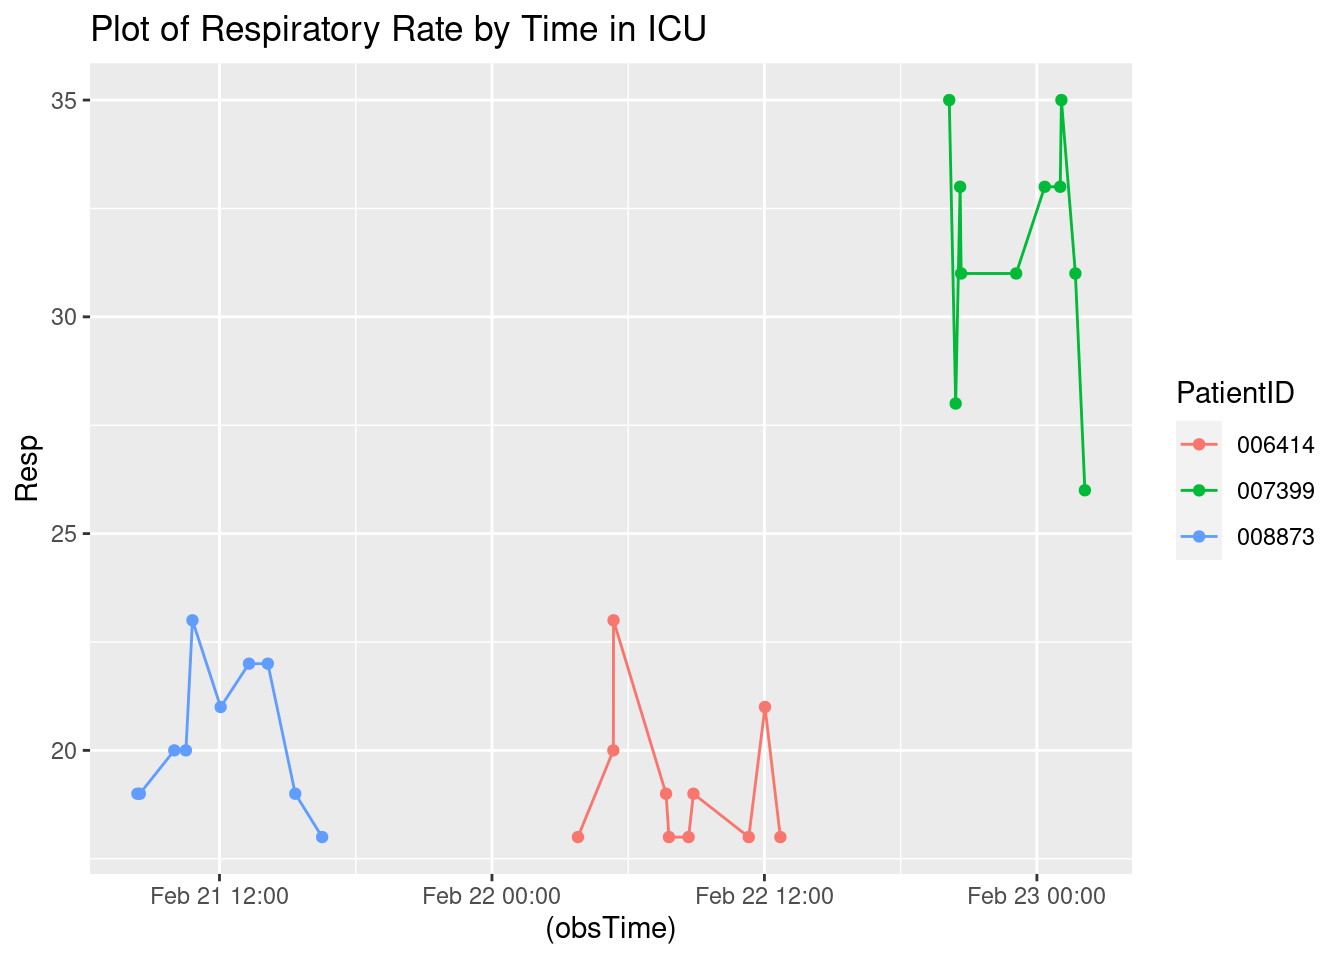 Plot of Respiratory Rate by Time in ICU
35
30
25
20
Resp
Feb 21 12:00
Feb 22 00:00
Feb 22 12:00
Feb 23 00:00
(obsTime)
PatientID
006414
007399
008873